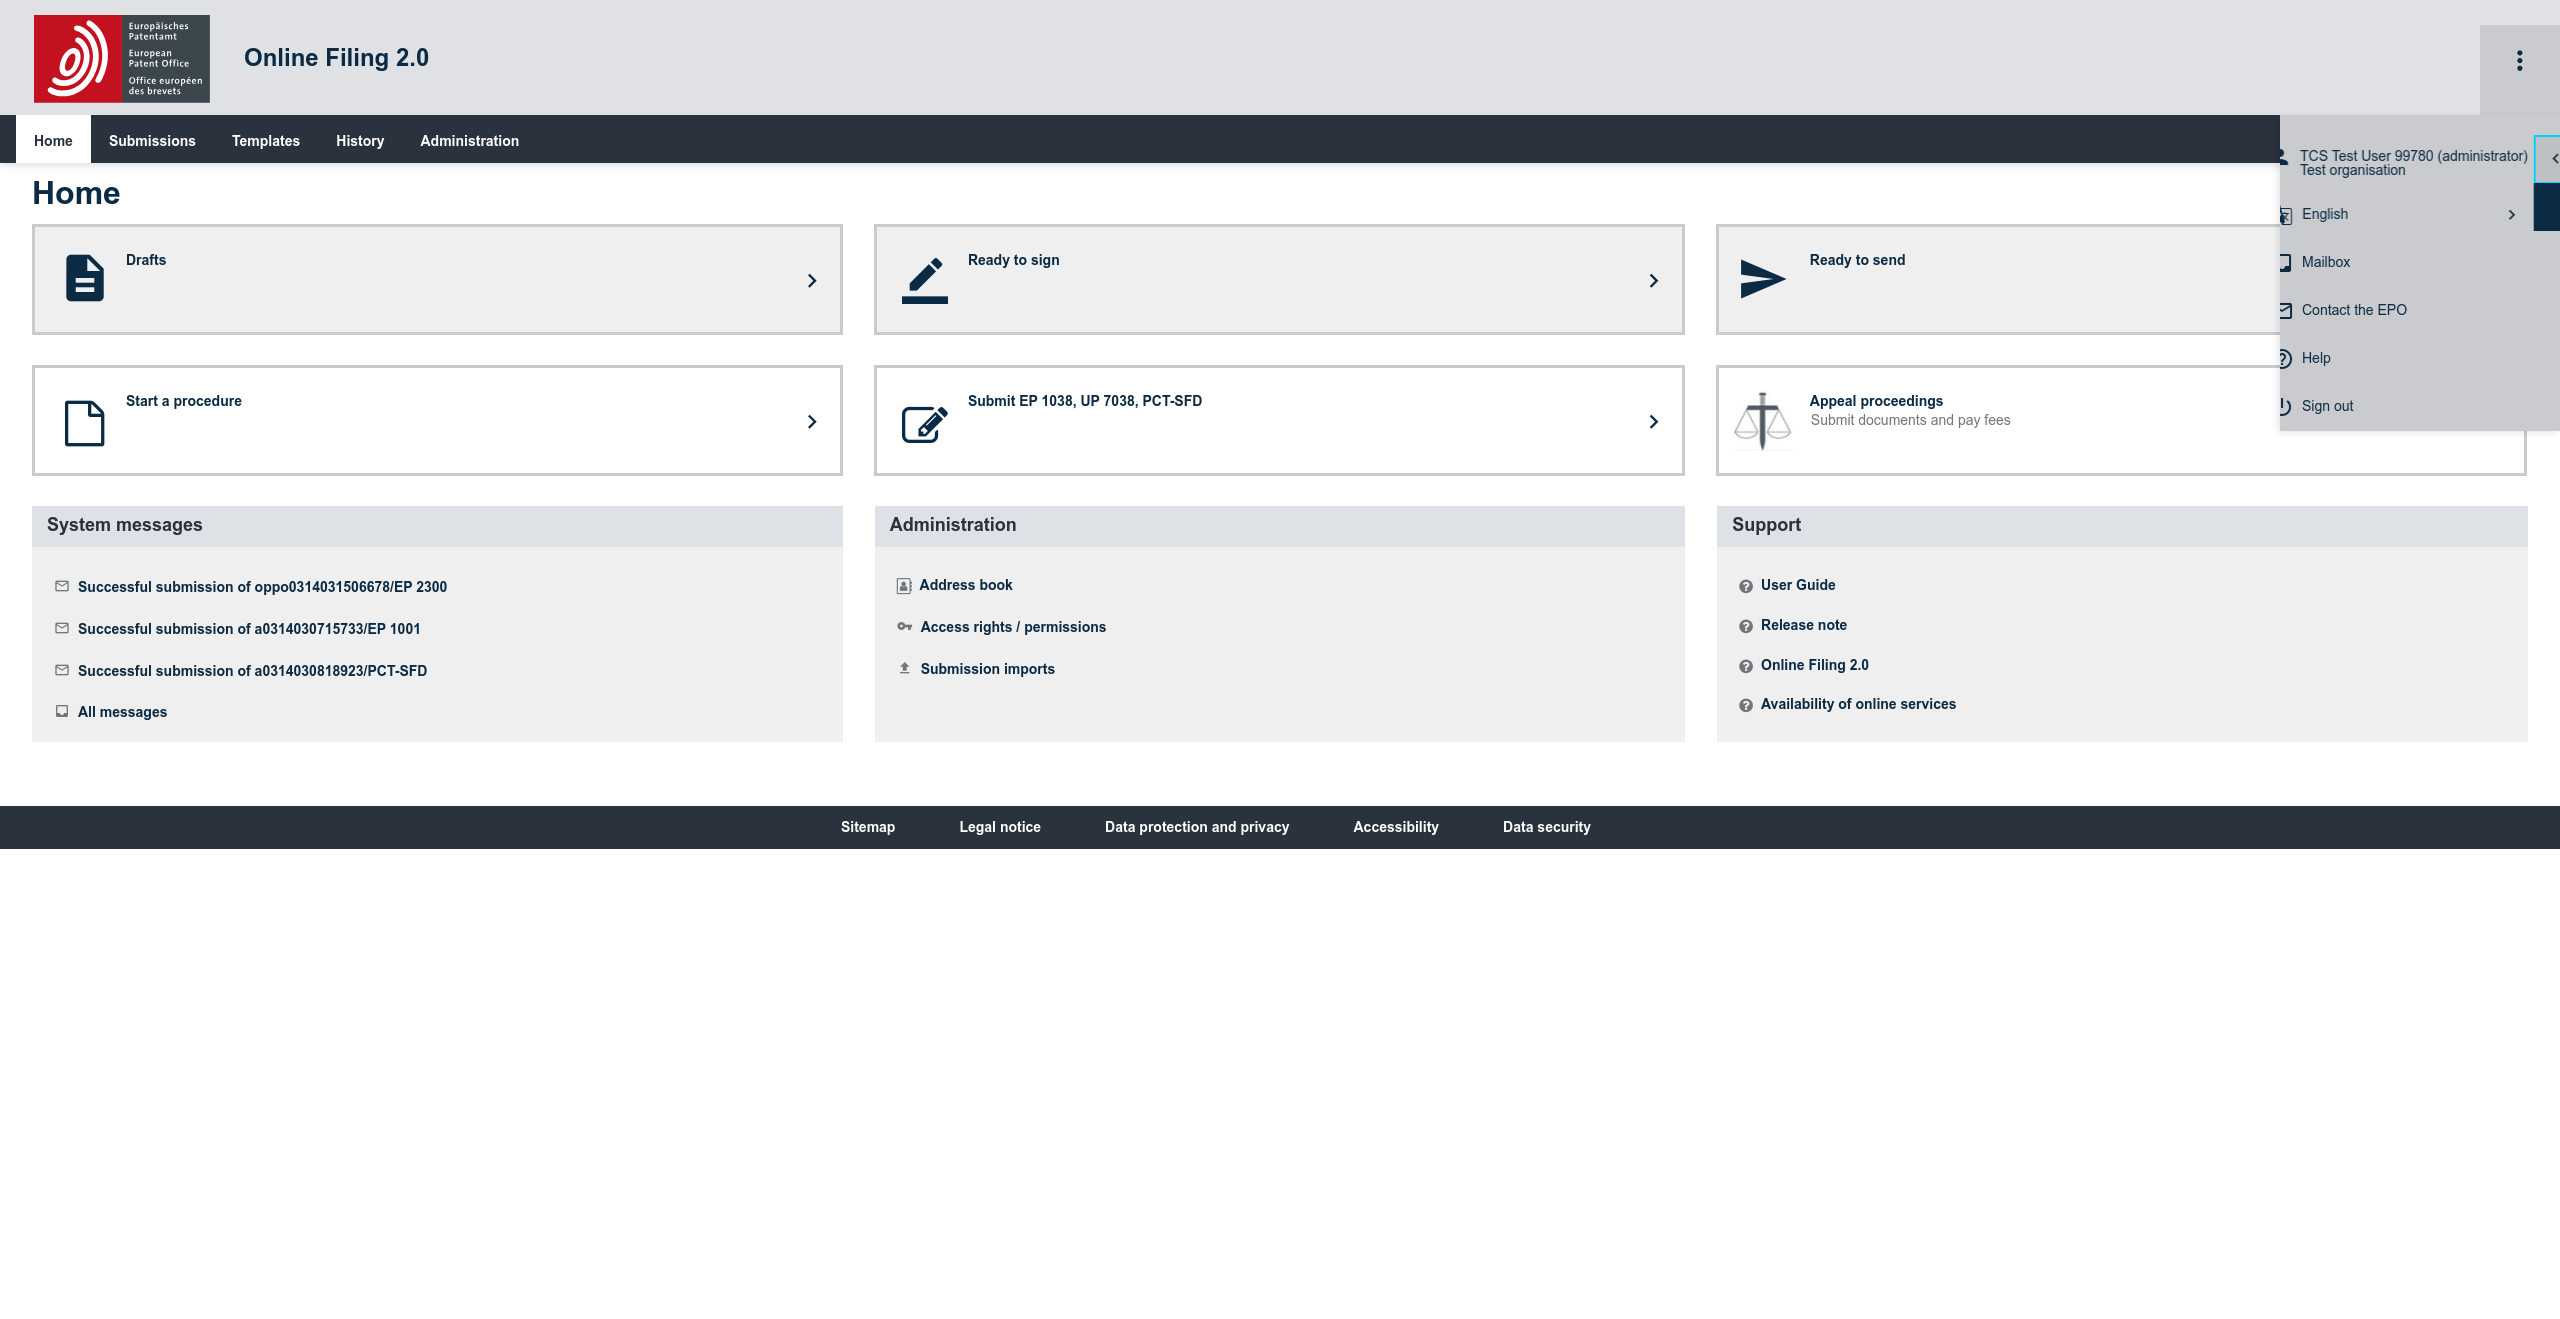 Europäisches
Patentamt
European
Patent Office
Office européen
des brevets
Online Filing 2.0
Home
Submissions
Templates
History
Administration
TCS Test User 99780 (administrator)
Test organisation
English
Mailbox
Contact the EPO
Help
Sign out
Home
Drafts
Ready to sign
Ready to send
Start a procedure
Submit EP 1038, UP 7038, PCT-SFD
Appeal proceedings
Submit documents and pay fees
System messages
Successful submission of oppo0314031506678/EP 2300
Successful submission of a0314030715733/EP 1001
Successful submission of a0314030818923/PCT-SFD
All messages
Administration
Address book
Access rights / permissions
Submission imports
Support
User Guide
Release note
Online Filing 2.0
Availability of online services
Sitemap
Legal notice
Data protection and privacy
Accessibility
Data security